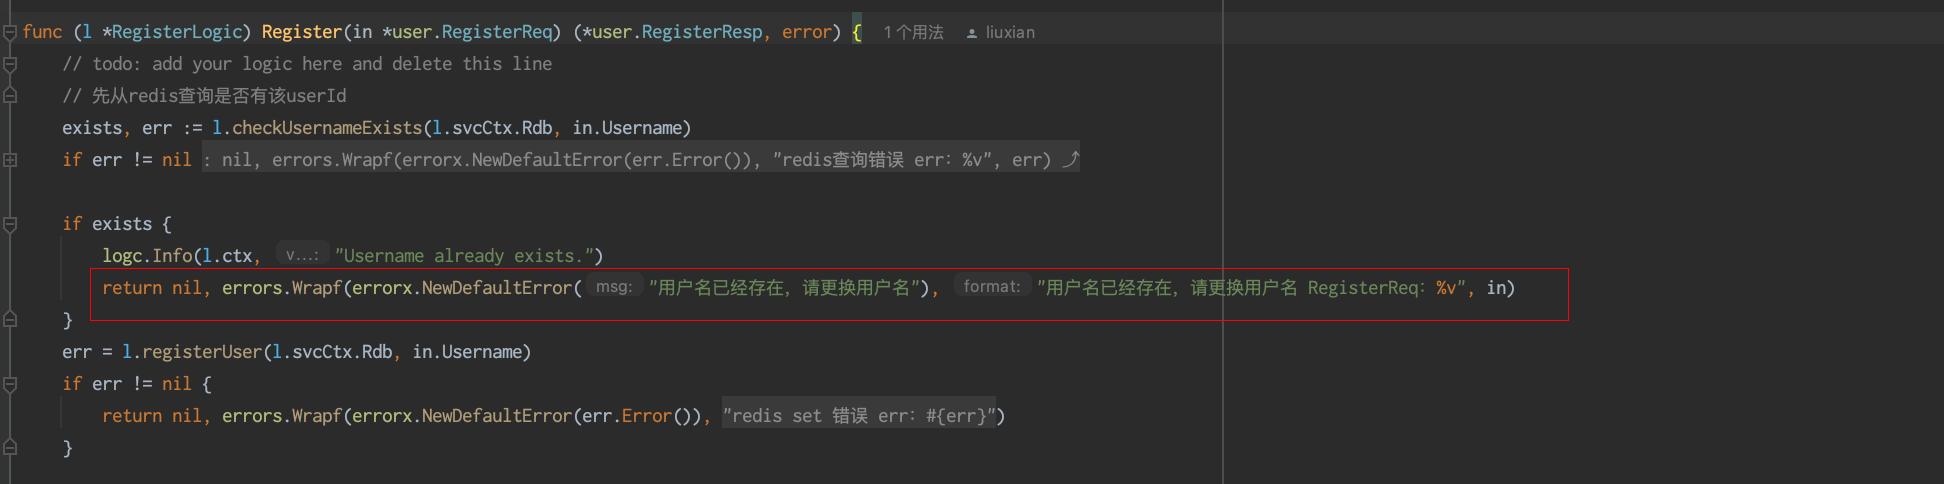 func (l *RegisterLogic) Register(in *user.RegisterReq) (*user.RegisterResp, error) { 1个用法 liuxian
// todo: add your logic here and delete this line
// 先从redis查询是否有该userId
exists, err := l.checkUsernameExists(l.svcCtx.Rdb, in.Username)
if err != nil : nil, errors.Wrapf(errorx.NewDefaultError(err.Error()), "redis查询错误 err: %v", err)
if exists {
logc.Info(l.ctx, v...: "Username already exists.")
return nil, errors.Wrapf(errorx.NewDefaultError( msg: "用户名已经存在，请更换用户名"), format: "用户名已经存在，请更换用户名 RegisterReq: %v", in)
}
err = l.registerUser(l.svcCtx.Rdb, in.Username)
if err != nil {
return nil, errors.Wrapf(errorx.NewDefaultError(err.Error()), "redis set 错误 err: #{err}")
}